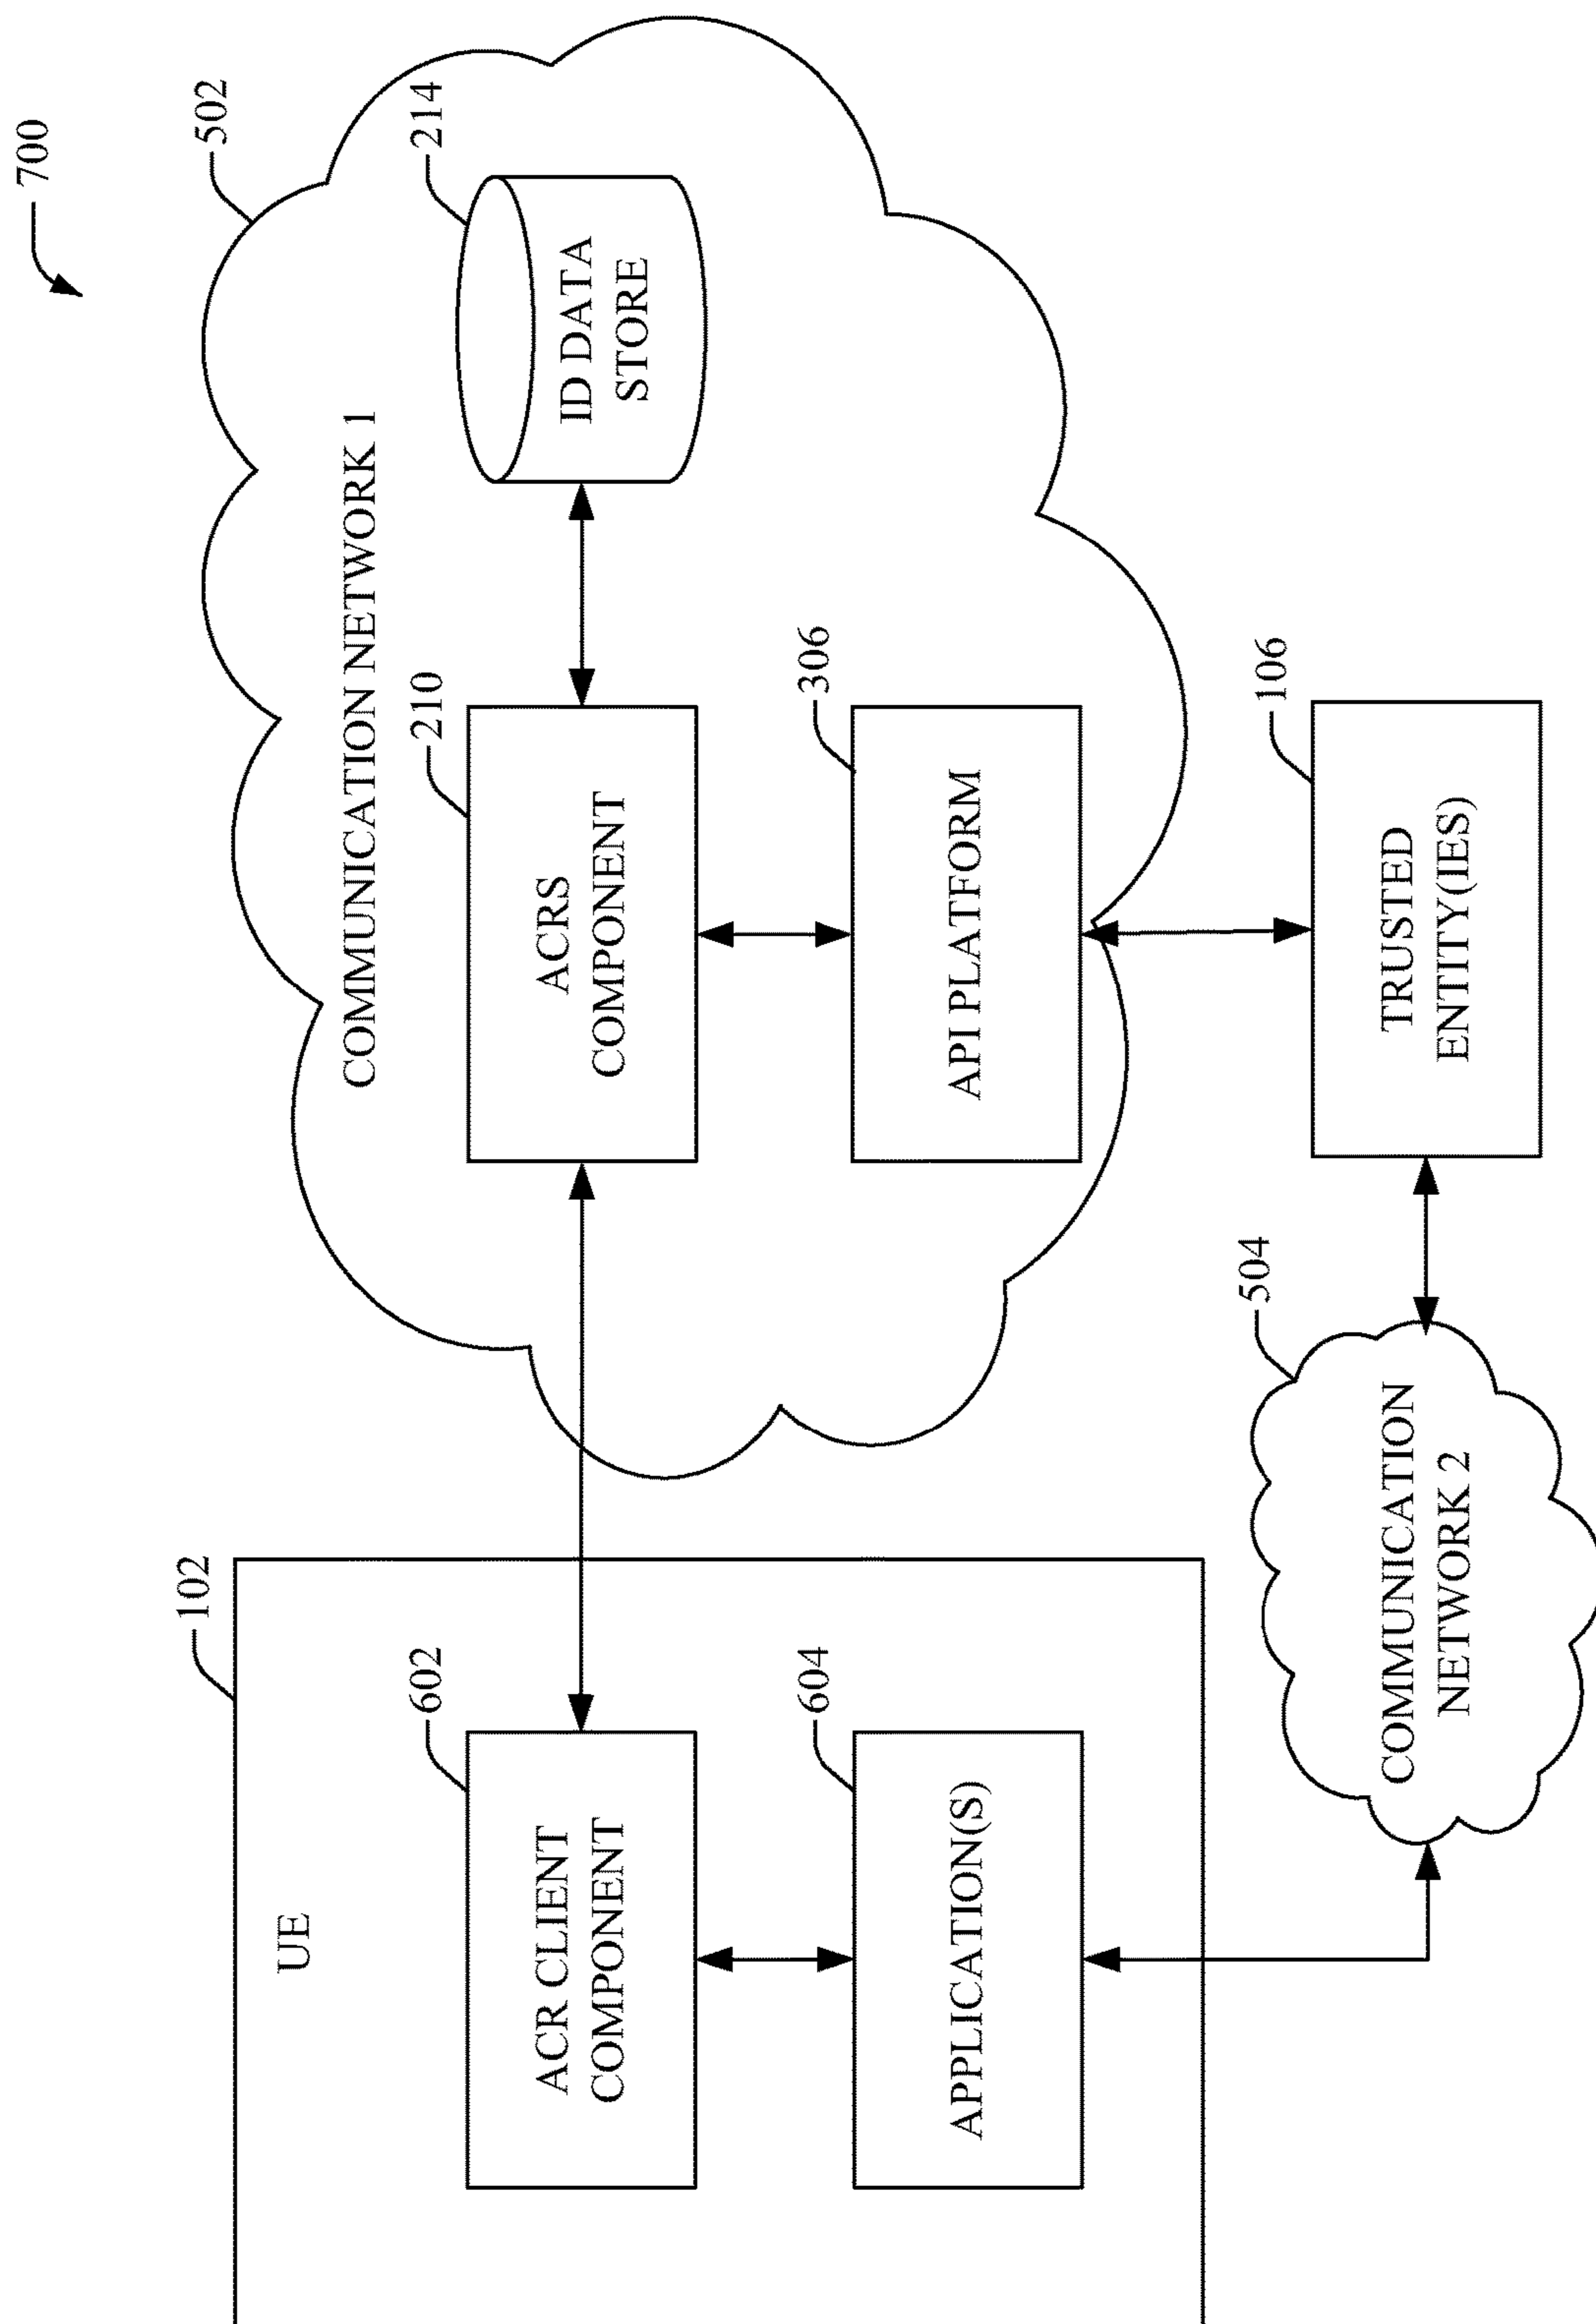 700
502
COMMUNICATION NETWORK 1
102
UE
602
ACR CLIENT
COMPONENT
210
ACRS
COMPONENT
214
ID DATA
STORE
604
APPLICATION(S)
306
API PLATFORM
504
COMMUNICATION
NETWORK 2
106
TRUSTED
ENTITY(IES)